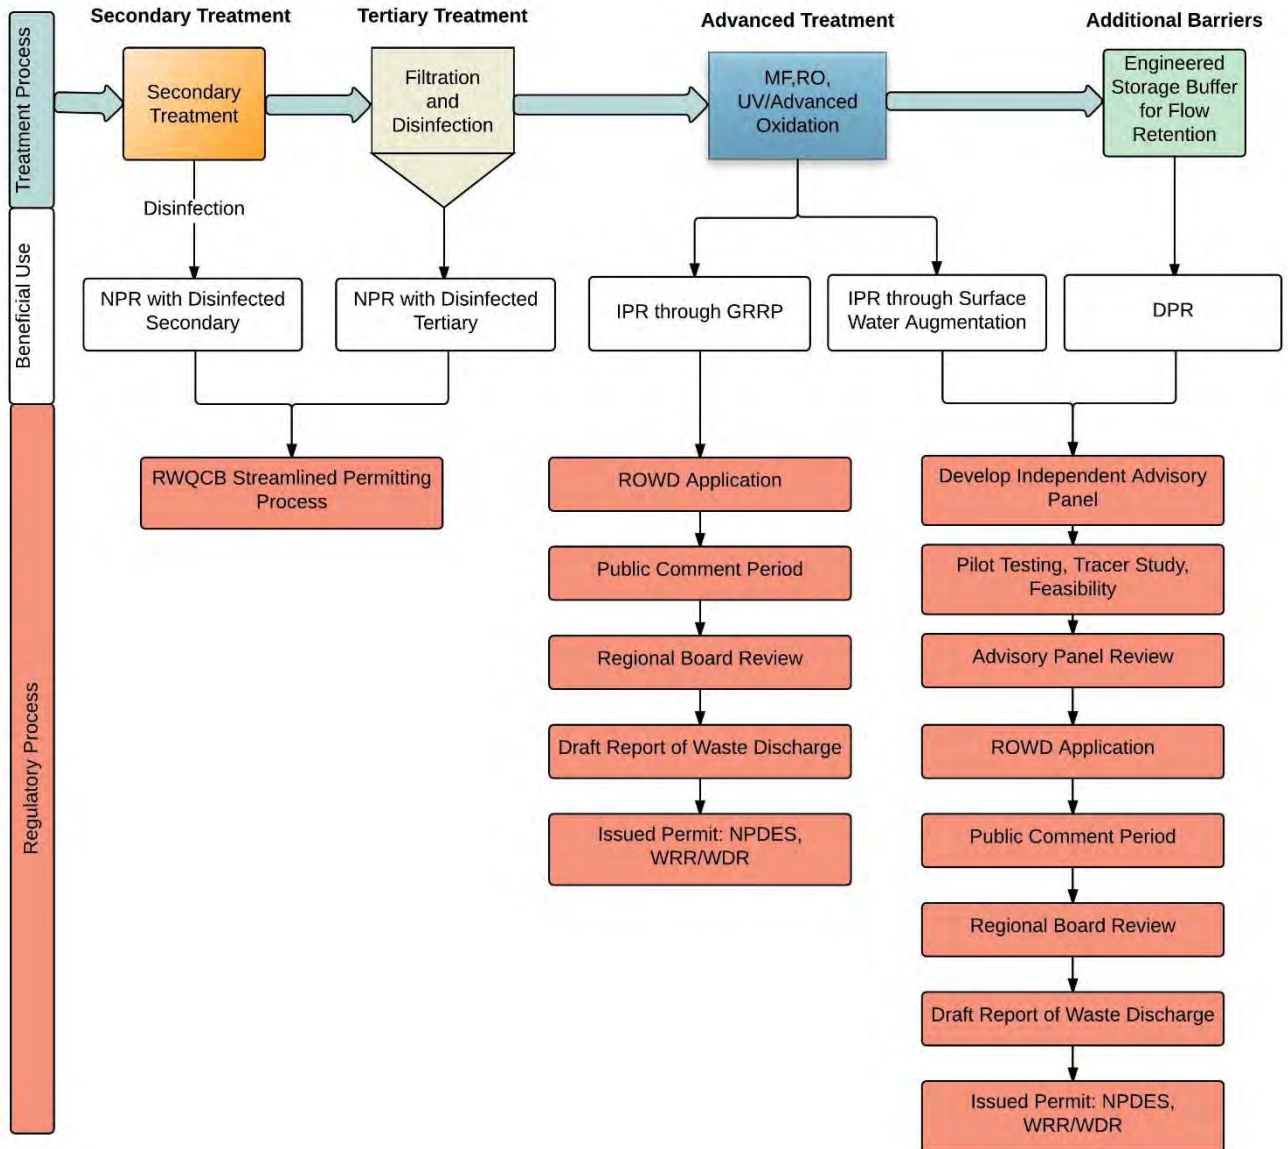 Secondary Treatment
Tertiary Treatment
Advanced Treatment
Additional Barriers
Treatment Process
Secondary
Treatment
Filtration
and
Disinfection
MF,RO,
UV/Advanced
Oxidation
Engineered
Storage Buffer
for Flow
Retention
Disinfection
Beneficial Use
NPR with Disinfected
Secondary
NPR with Disinfected
Tertiary
IPR through GRRP
IPR through Surface
Water Augmentation
DPR
Regulatory Process
RWQCB Streamlined Permitting
Process
ROWD Application
Public Comment Period
Regional Board Review
Draft Report of Waste Discharge
Issued Permit: NPDES,
WRR/WDR
Develop Independent Advisory
Panel
Pilot Testing, Tracer Study,
Feasibility
Advisory Panel Review
ROWD Application
Public Comment Period
Regional Board Review
Draft Report of Waste Discharge
Issued Permit: NPDES,
WRR/WDR